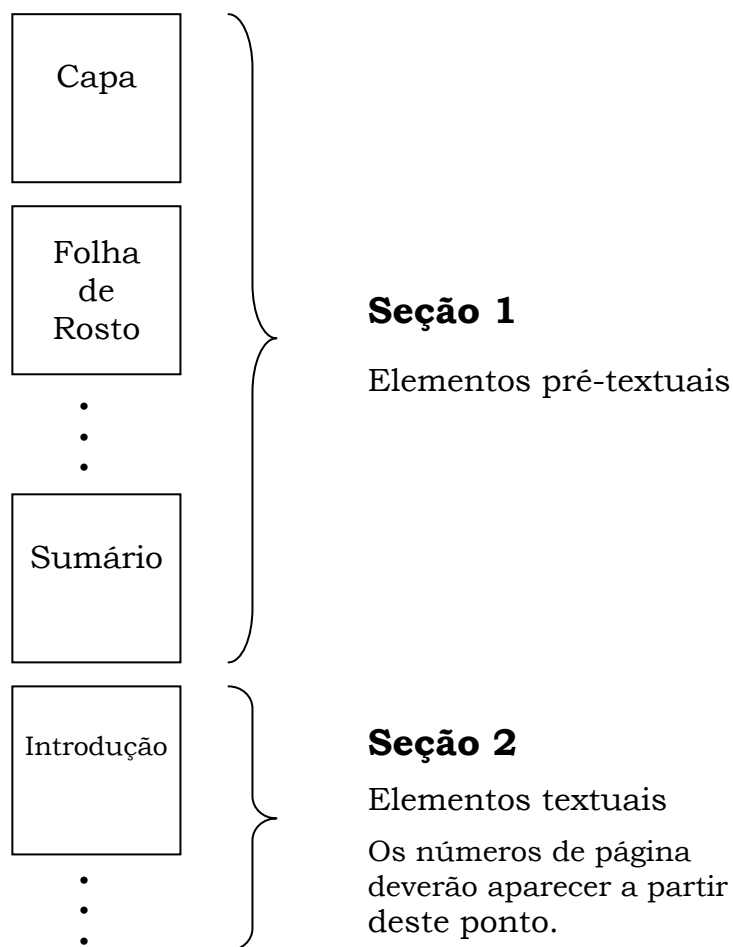 Capa
Folha
de
Rosto
Seção 1
Elementos pré-textuais
Sumário
Introdução
Seção 2
Elementos textuais
Os números de página
deverão aparecer a partir
deste ponto.